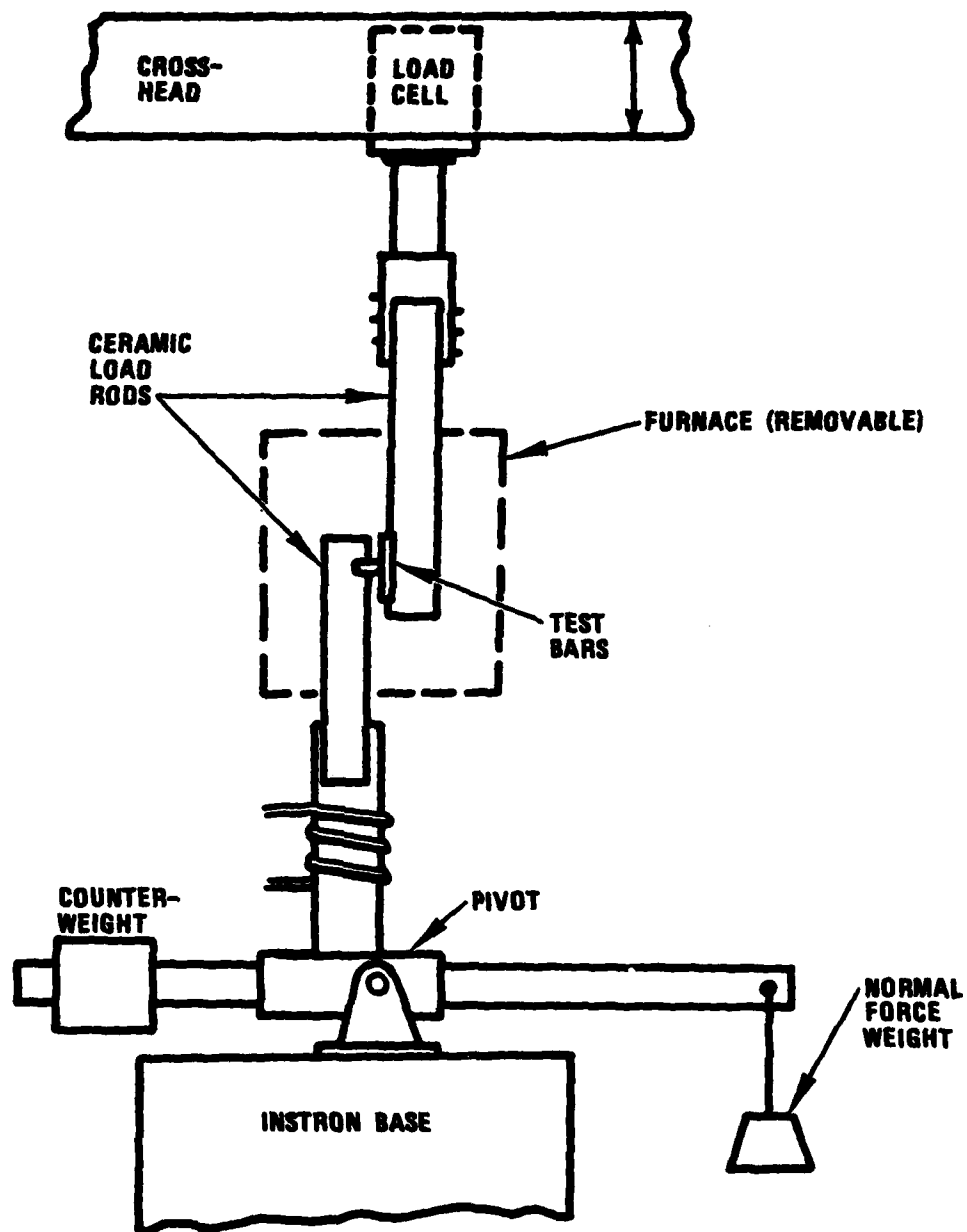 CROSS-
HEAD
LOAD
CELL
CERAMIC
LOAD
RODS
FURNACE (REMOVABLE)
TEST
BARS
COUNTER-
WEIGHT
PIVOT
NORMAL
FORCE
WEIGHT
INSTRON BASE